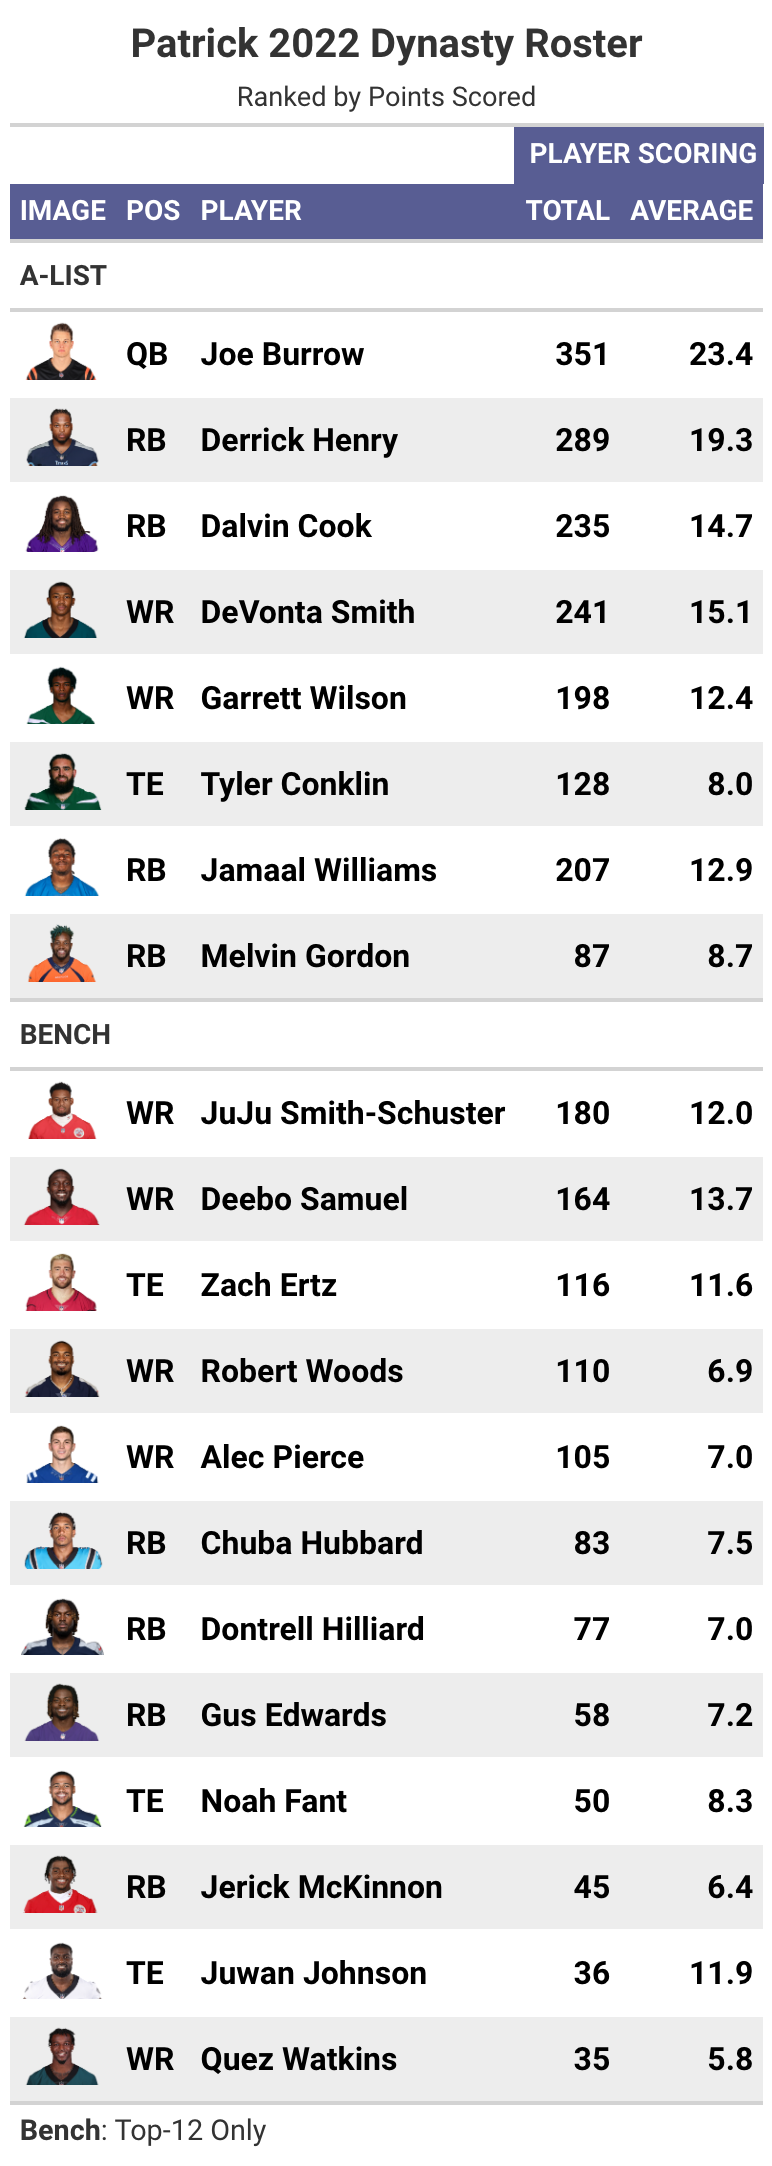 Patrick 2022 Dynasty Roster
Ranked by Points Scored
PLAYER SCORING
IMAGE POS PLAYER TOTAL AVERAGE
A-LIST
QB Joe Burrow 351 23.4
RB Derrick Henry 289 19.3
RB Dalvin Cook 235 14.7
WR DeVonta Smith 241 15.1
WR Garrett Wilson 198 12.4
TE Tyler Conklin 128 8.0
RB Jamaal Williams 207 12.9
RB Melvin Gordon 87 8.7
BENCH
WR JuJu Smith-Schuster 180 12.0
WR Deebo Samuel 164 13.7
TE Zach Ertz 116 11.6
WR Robert Woods 110 6.9
WR Alec Pierce 105 7.0
RB Chuba Hubbard 83 7.5
RB Dontrell Hilliard 77 7.0
RB Gus Edwards 58 7.2
TE Noah Fant 50 8.3
RB Jerick McKinnon 45 6.4
TE Juwan Johnson 36 11.9
WR Quez Watkins 35 5.8
Bench: Top-12 Only